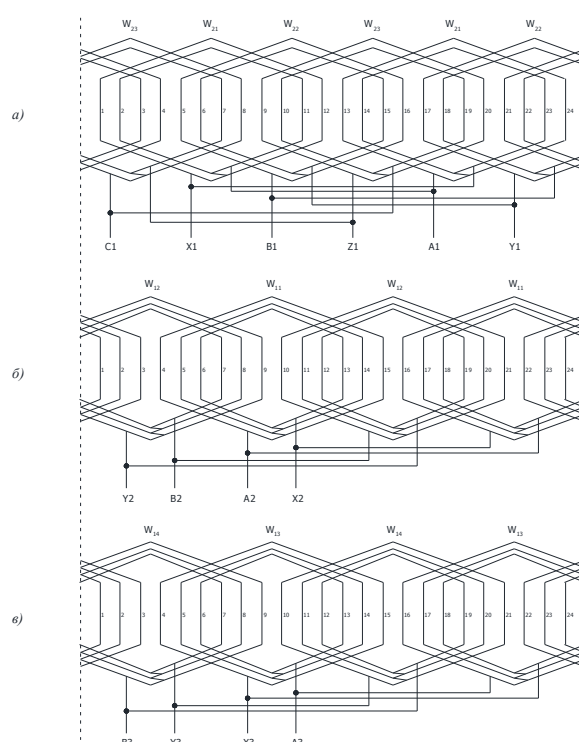 W23 W21 W22 W23 W21 W22
а)
1 2 3 4 5 6 7 8 9 10 11 12 13 14 15 16 17 18 19 20 21 22 23 24
C1 X1 B1 Z1 A1 Y1
W12 W11 W12 W11
б)
1 2 3 4 5 6 7 8 9 10 11 12 13 14 15 16 17 18 19 20 21 22 23 24
Y2 B2 A2 X2
W14 W13 W14 W13
в)
1 2 3 4 5 6 7 8 9 10 11 12 13 14 15 16 17 18 19 20 21 22 23 24